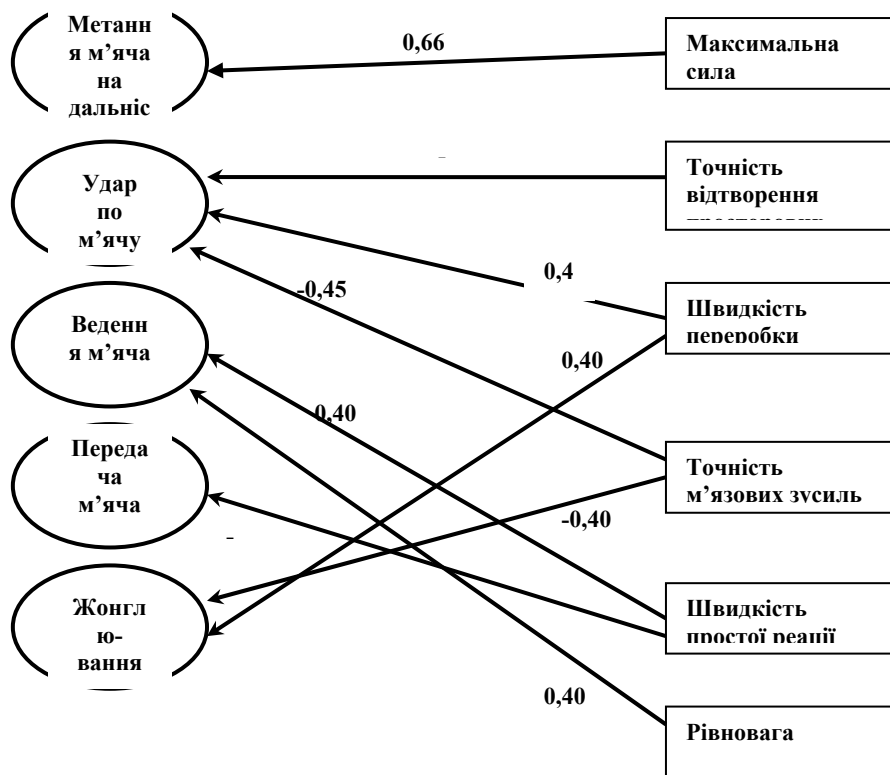 Метанн
я м’яча
на
дальніс
0,66
Максимальна
сила
Удар
по
м’ячу
-
Точність
відтворення
-0,45
0,4
Веденн
я м’яча
Швидкість
переробки
0,40
0,40
Переда
ча
м’яча
Точність
м’язових зусиль
-0,40
-
Жонгл
ю-
вання
Швидкість
простої реації
0,40
Рівновага